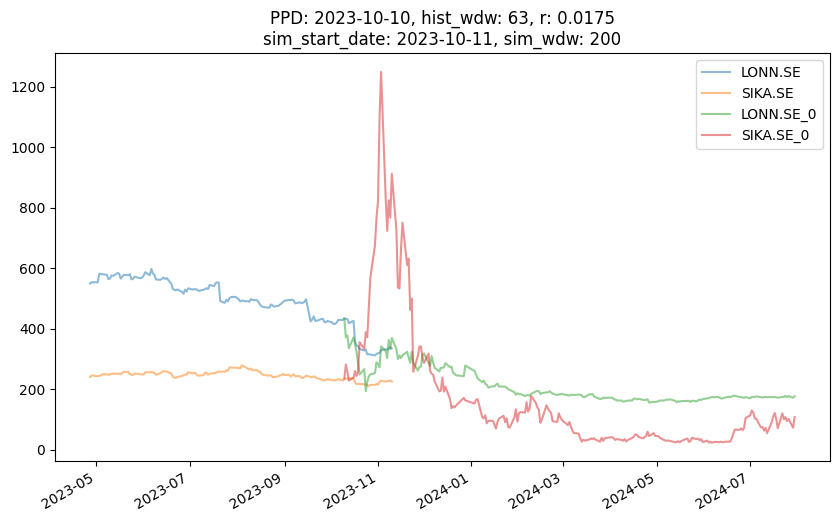 PPD: 2023-10-10, hist_wdw: 63, r: 0.0175
sim_start_date: 2023-10-11, sim_wdw: 200
LONN.SE
SIKA.SE
LONN.SE_0
SIKA.SE_0
1200
1000
800
600
400
200
0
2023-05
2023-07
2023-09
2023-11
2024-01
2024-03
2024-05
2024-07